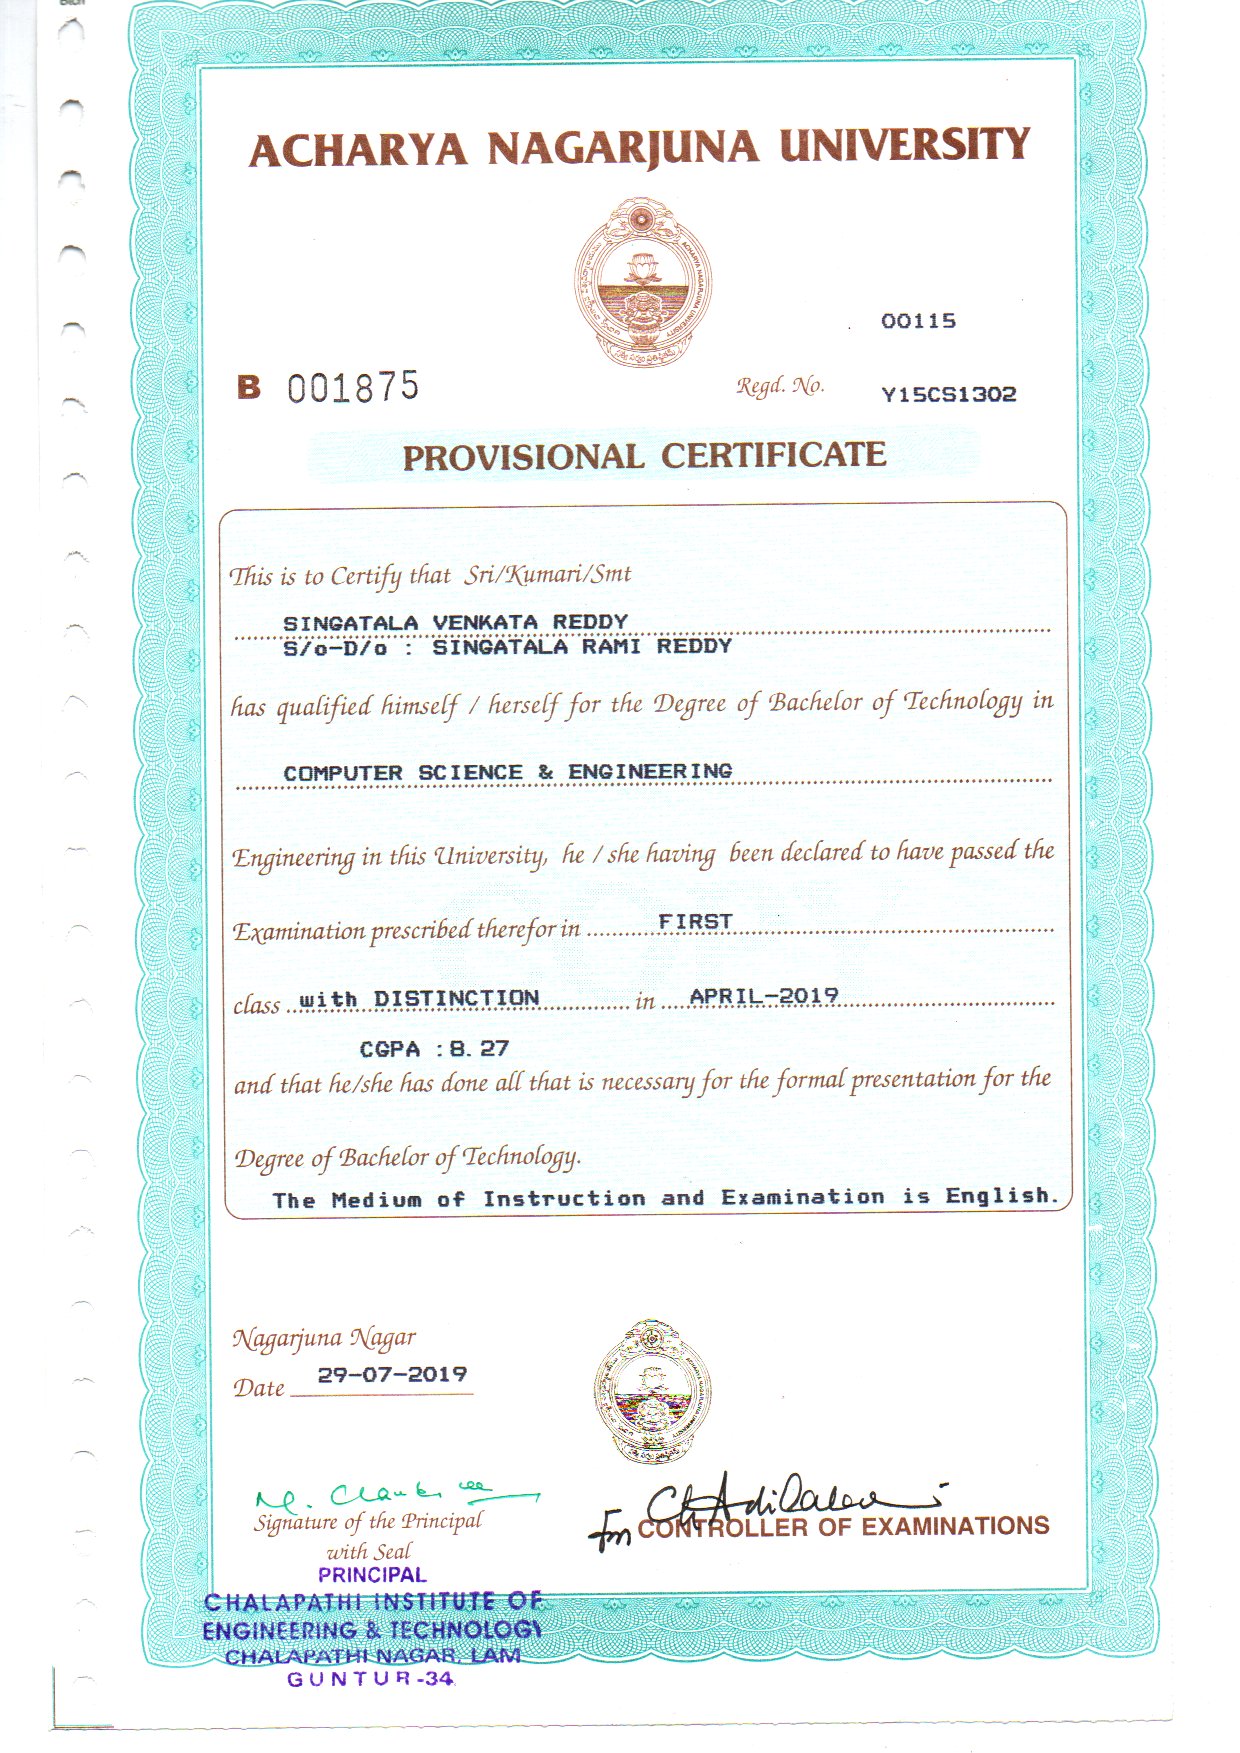 ACHARYA NAGARJUNA UNIVERSITY
ACHARYA NAGARJUNA UNIVERSITY
00115
B 001875
Regd. No. Y15CS1302
PROVISIONAL CERTIFICATE
This is to Certify that Sri/Kumari/Smt
SINGATALA VENKATA REDDY
S/o-D/o : SINGATALA RAMI REDDY
has qualified himself / herself for the Degree of Bachelor of Technology in
COMPUTER SCIENCE & ENGINEERING
Engineering in this University, he / she having been declared to have passed the
Examination prescribed therefor in FIRST
class with DISTINCTION in APRIL-2019
CGPA :8.27
and that he/she has done all that is necessary for the formal presentation for the
Degree of Bachelor of Technology.
The Medium of Instruction and Examination is English.
Nagarjuna Nagar
Date 29-07-2019
Signature of the Principal
with Seal
For CONTROLLER OF EXAMINATIONS
PRINCIPAL
CHALAPATHI INSTITUTE OF
ENGINEERING & TECHNOLOGY
CHALAPATHI NAGAR, LAM
GUNTUR-34